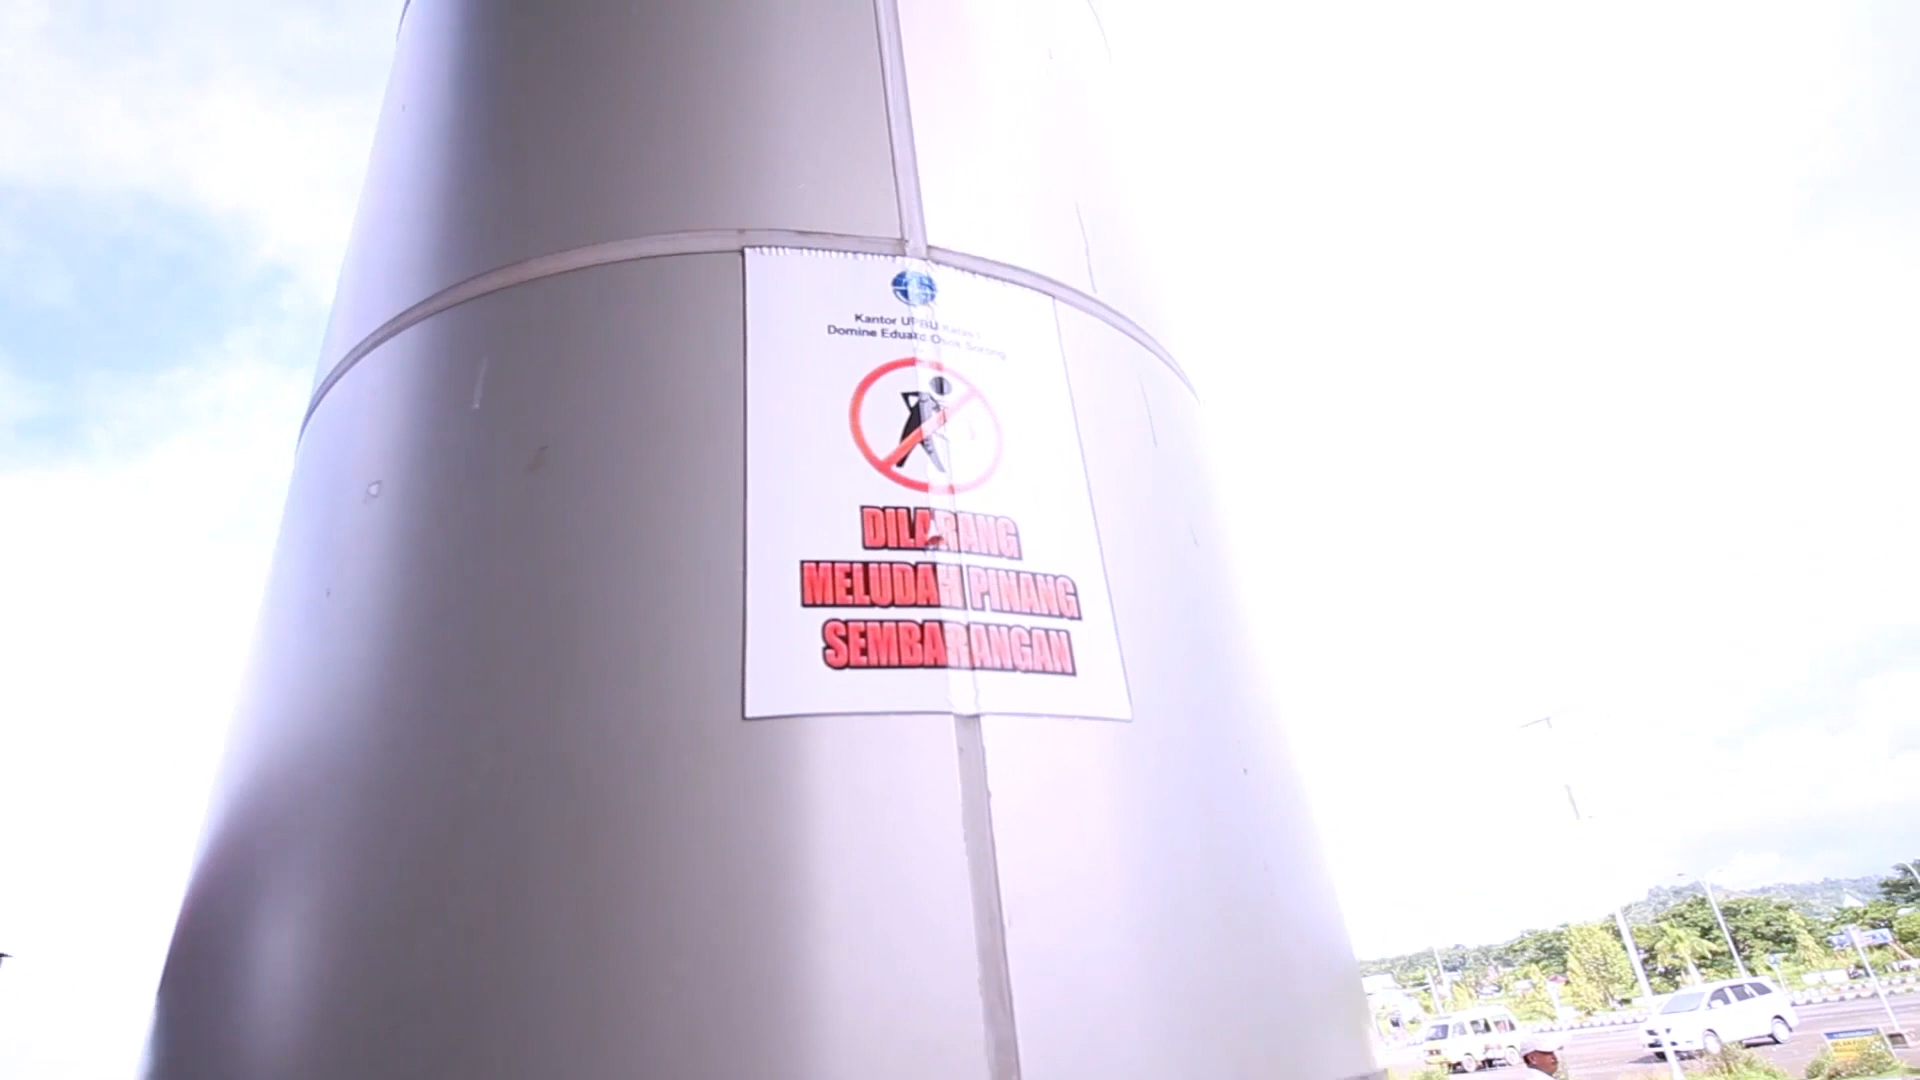 Kantor UPBU Kelas I
Domine Eduard Osok Sorong
DILARANG
MELUDAH PINANG
SEMBARANGAN